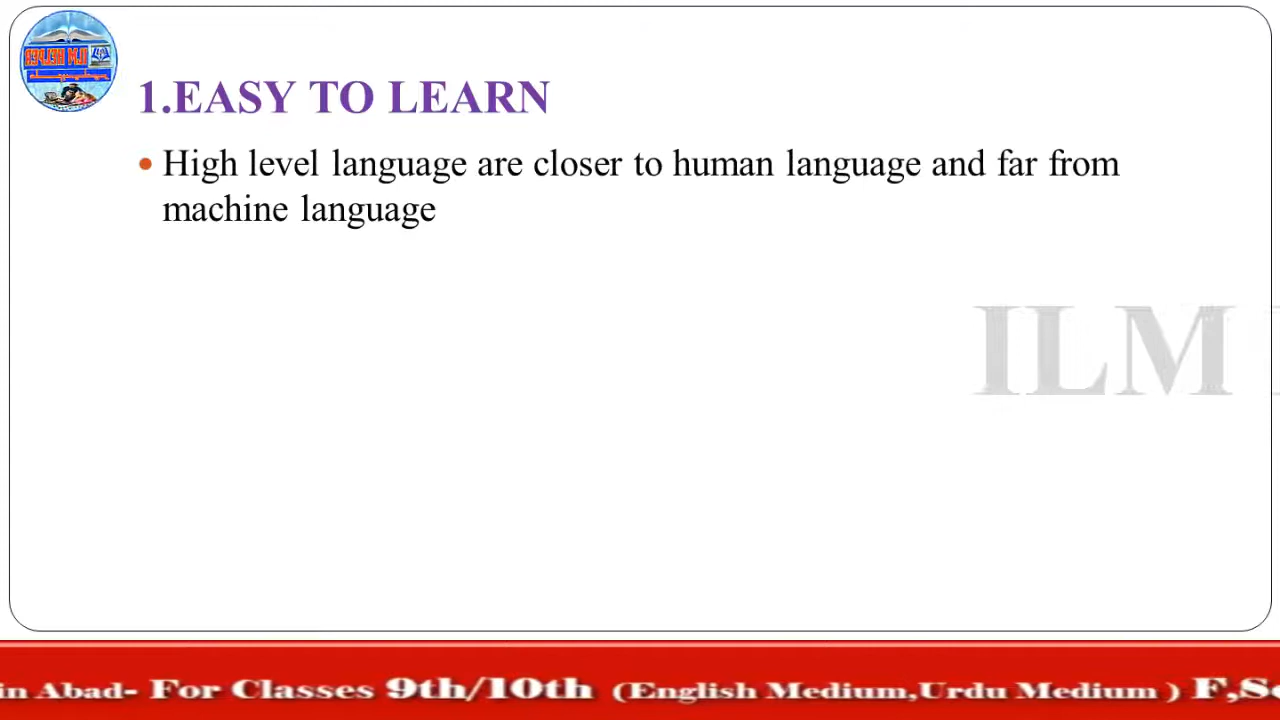 1.EASY TO LEARN
• High level language are closer to human language and far from
machine language
ILM
in Abad- For Classes 9th/10th (English Medium,Urdu Medium ) F,Sc